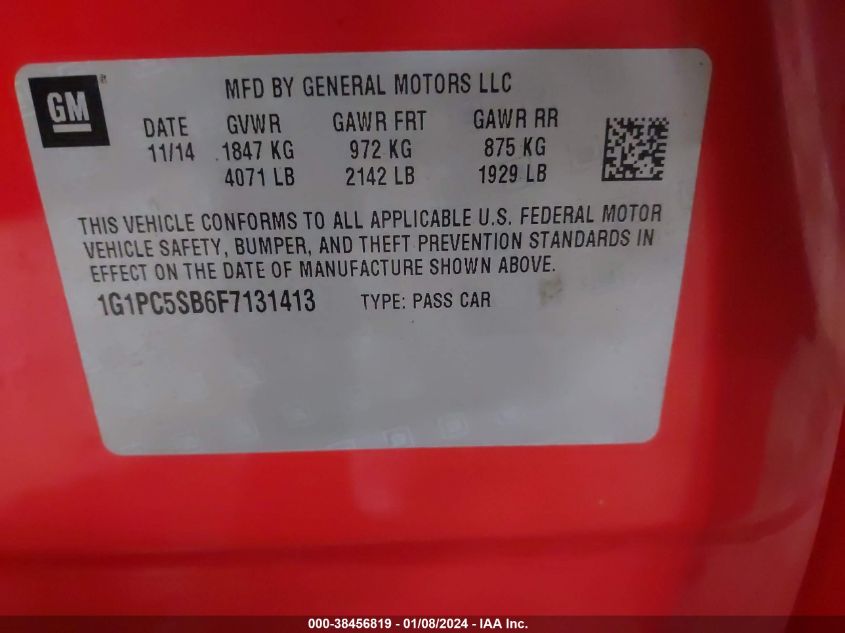 GM
MFD BY GENERAL MOTORS LLC
DATE GVWR GAWR FRT GAWR RR
11/14 1847 KG 972 KG 875 KG
4071 LB 2142 LB 1929 LB
THIS VEHICLE CONFORMS TO ALL APPLICABLE U.S. FEDERAL MOTOR
VEHICLE SAFETY, BUMPER, AND THEFT PREVENTION STANDARDS IN
EFFECT ON THE DATE OF MANUFACTURE SHOWN ABOVE.
1G1PC5SB6F7131413 TYPE: PASS CAR
000-38456819 - 01/08/2024 - IAA Inc.